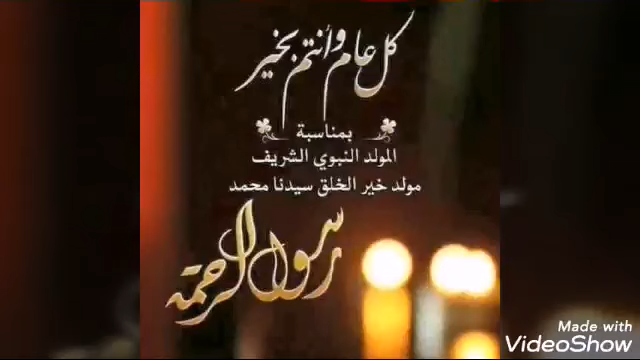 كل عام وأنتم بخير
بمناسبة
المولد النبوي الشريف
مولد خير الخلق سيدنا محمد
رسول الرحمة
Made with
VideoShow